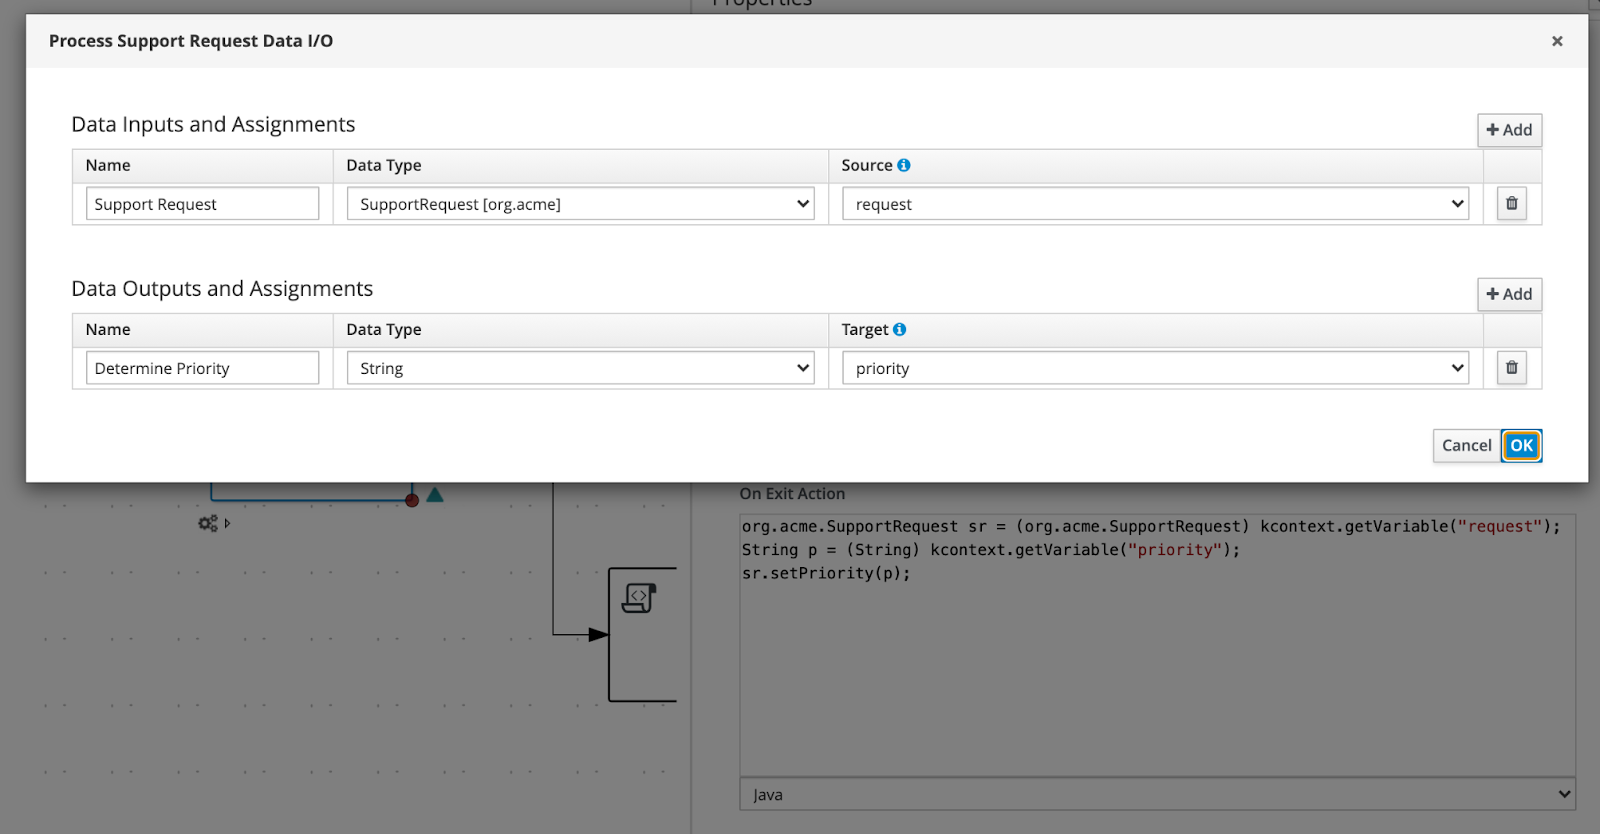 Properties
Process Support Request Data I/O
×
Data Inputs and Assignments
+ Add
Name Data Type Source
Support Request SupportRequest [org.acme] request
Data Outputs and Assignments
+ Add
Name Data Type Target
Determine Priority String priority
Cancel OK
On Exit Action
org.acme.SupportRequest sr = (org.acme.SupportRequest) kcontext.getVariable("request");
String p = (String) kcontext.getVariable("priority");
sr.setPriority(p);
Java